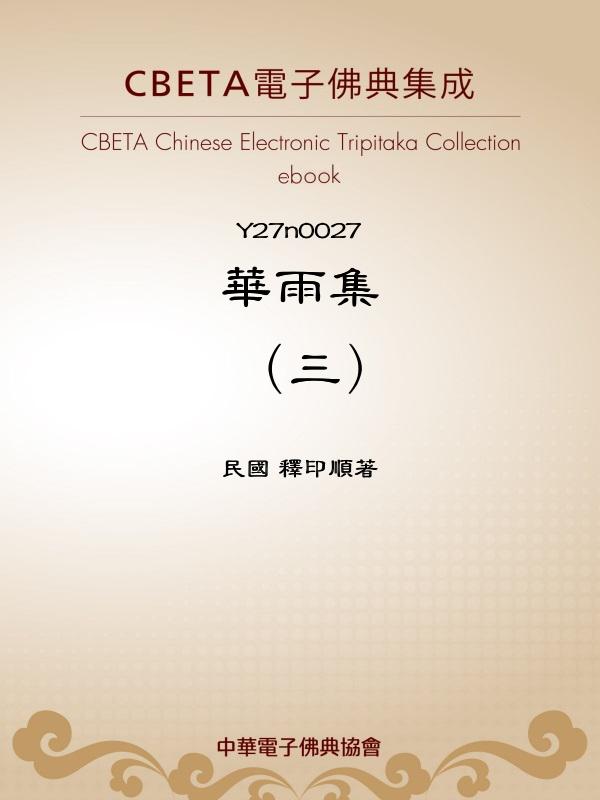 CBETA電子佛典集成
CBETA Chinese Electronic Tripitaka Collection
ebook
Y27n0027
華雨集
（三）
民國 釋印順著
中華電子佛典協會